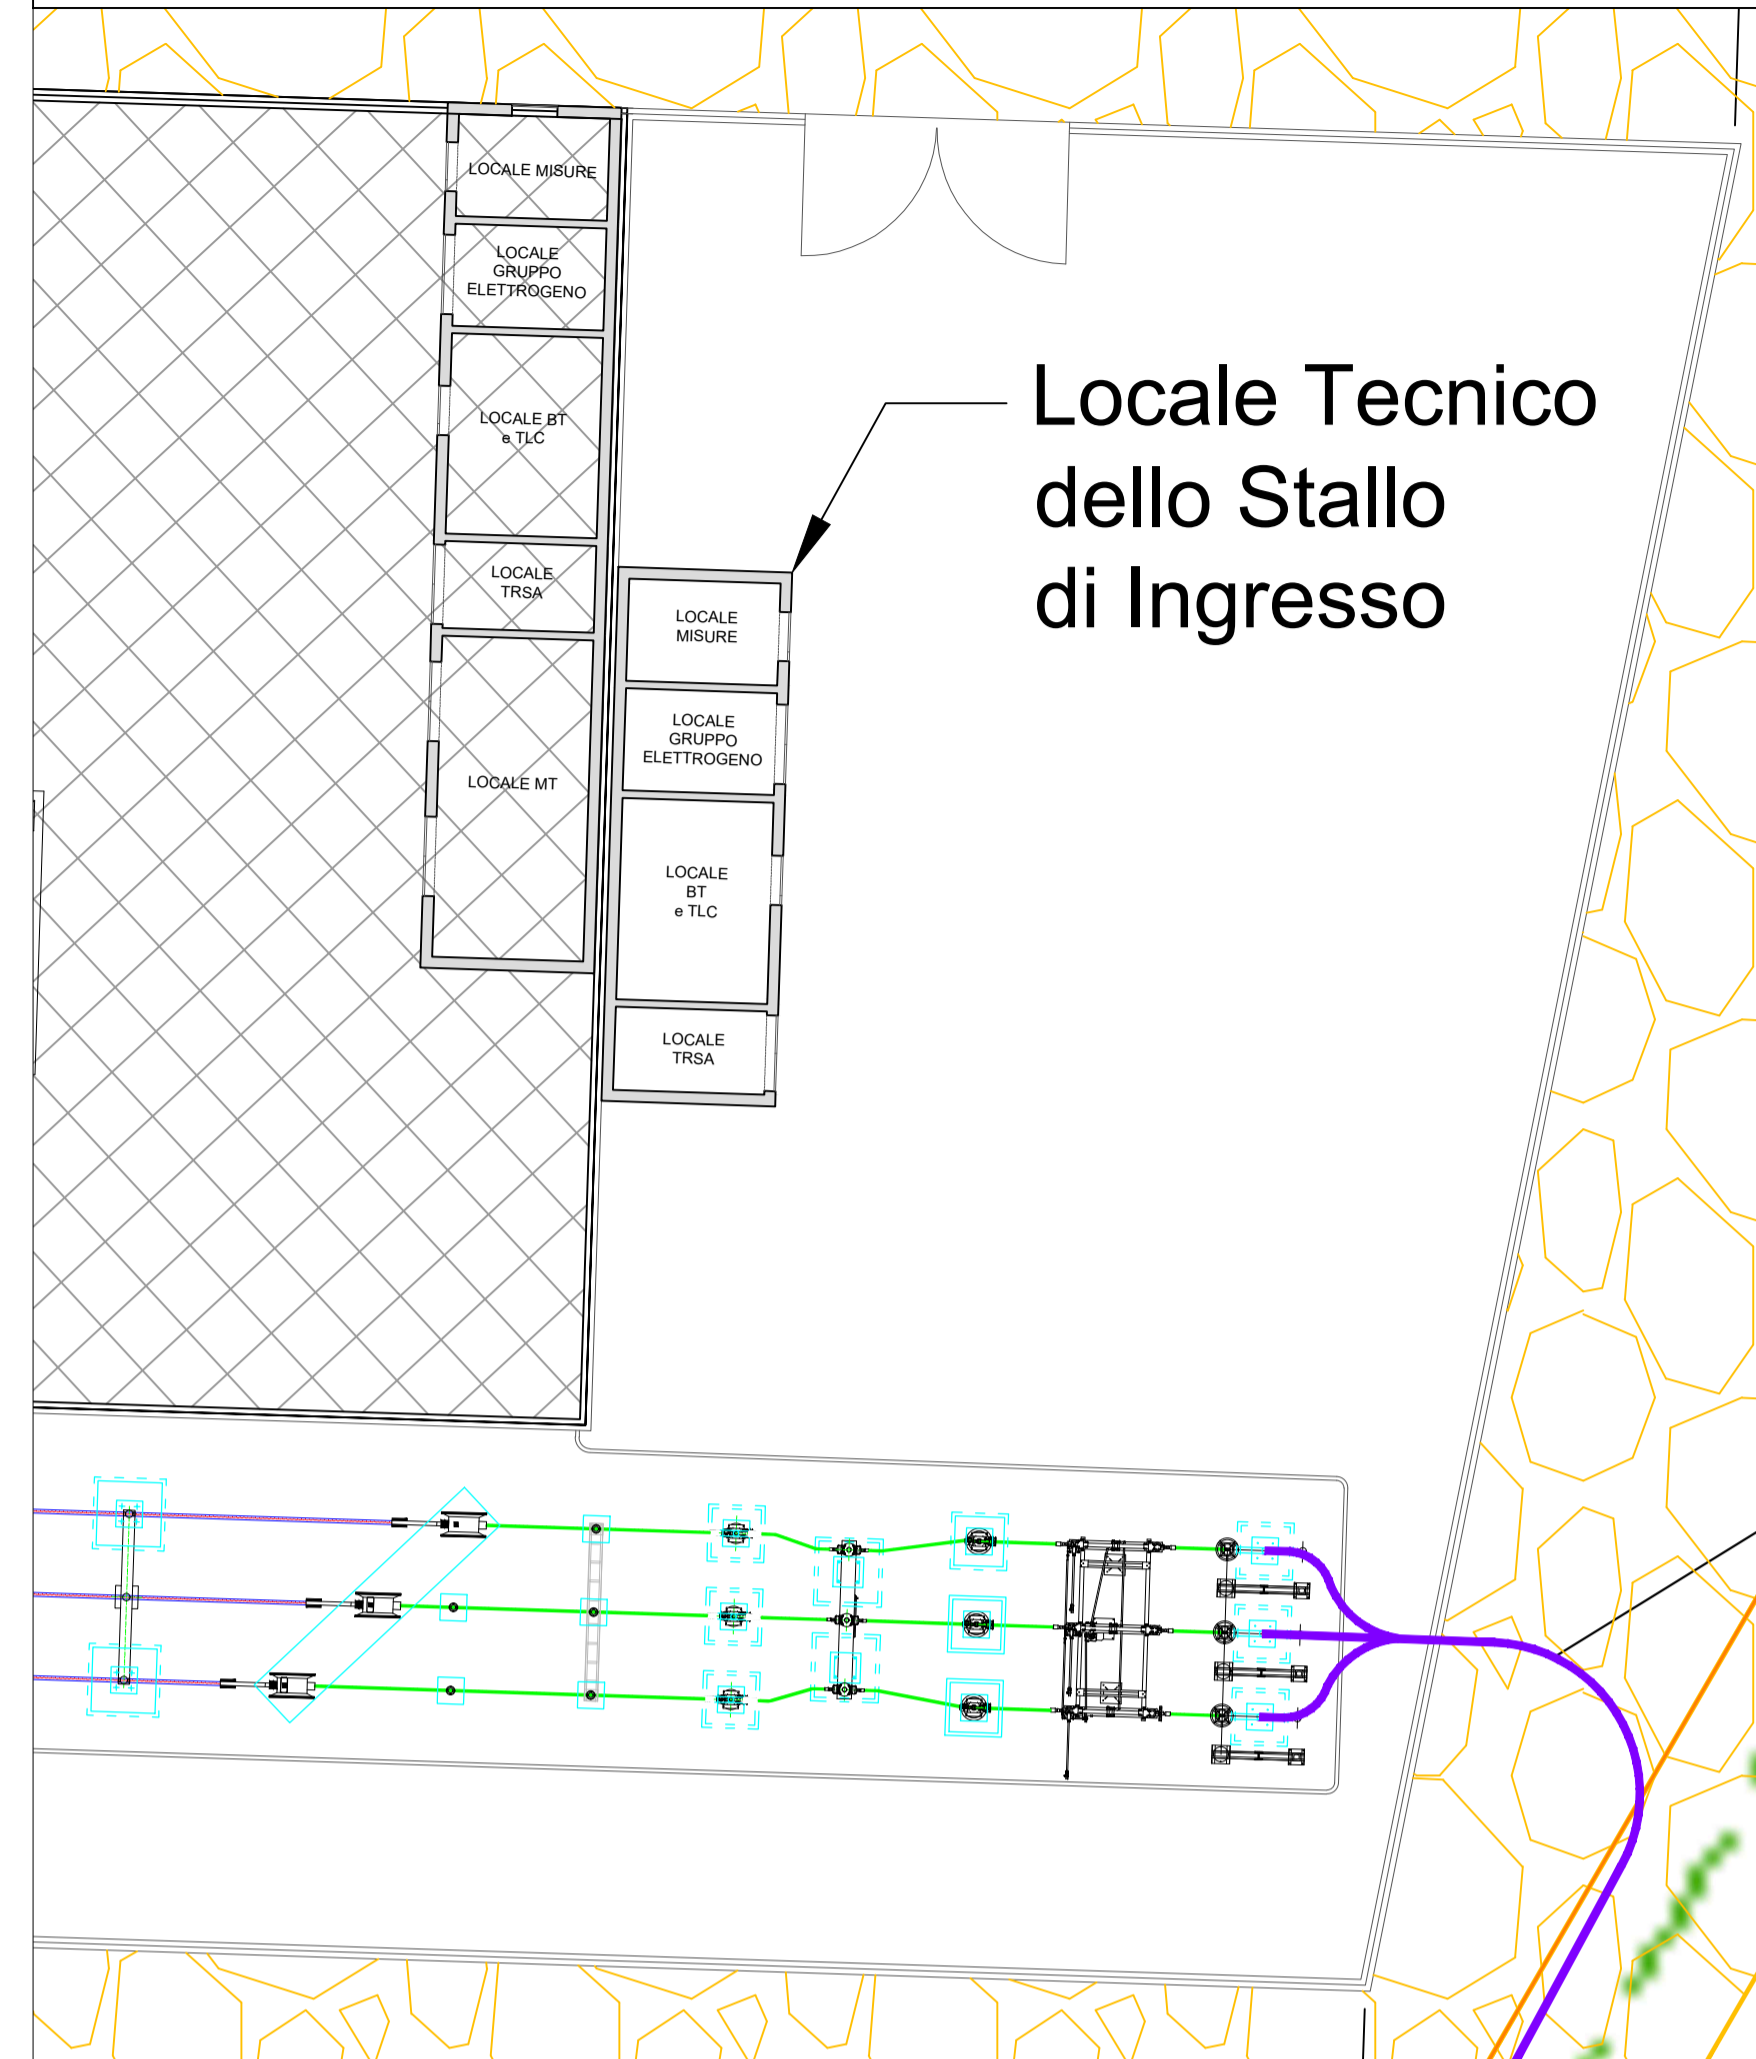 LOCALE MISURE
LOCALE
GRUPPO
ELETTROGENO
LOCALE BT
e TLC
LOCALE
TRSA
LOCALE MT
Locale Tecnico
dello Stallo
di Ingresso
LOCALE
MISURE
LOCALE
GRUPPO
ELETTROGENO
LOCALE
BT
e TLC
LOCALE
TRSA